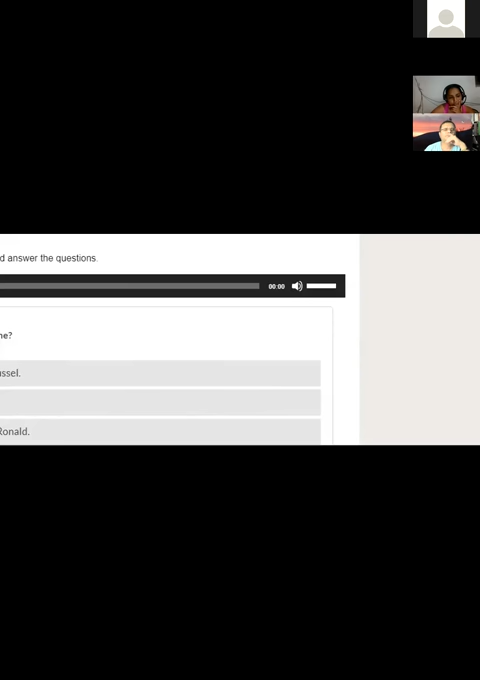 d answer the questions.
00:00
ne?
ussel.
Ronald.